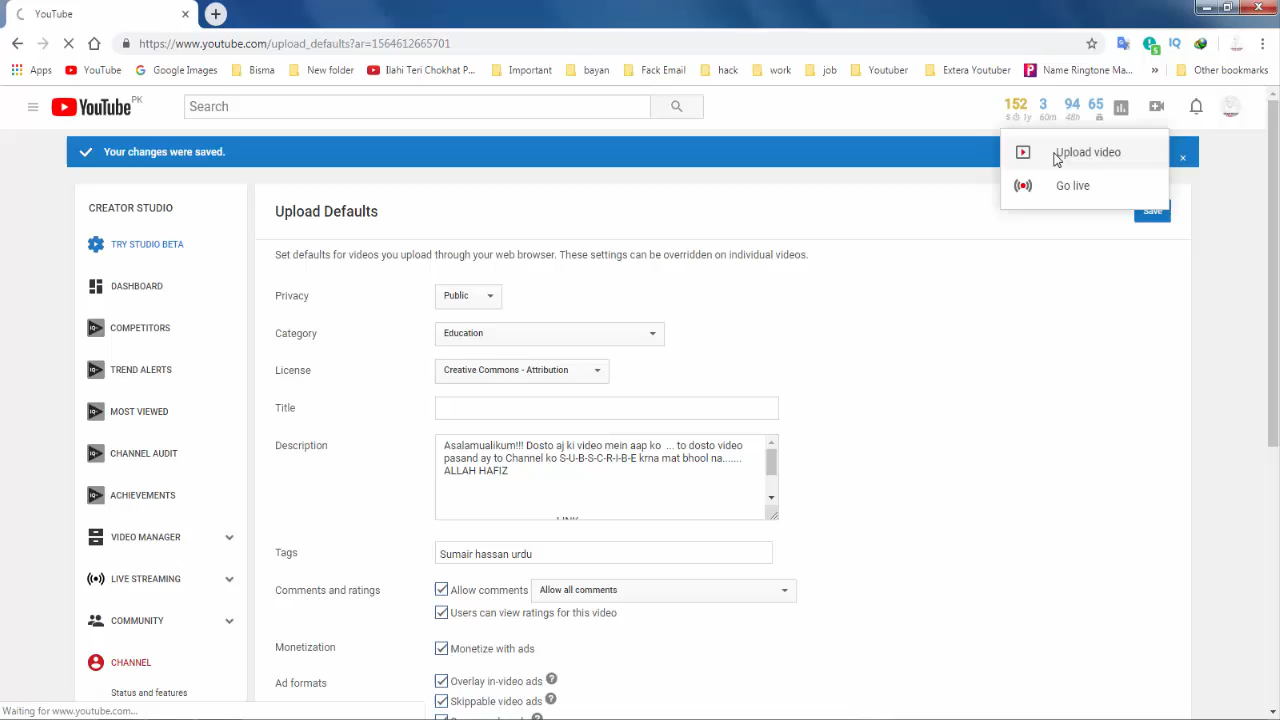 YouTube
https://www.youtube.com/upload_defaults?ar=1564612665701
Apps YouTube Google Images Bisma New folder Ilahi Teri Chokhat P... Important bayan Fack Email hack work job Youtuber Extera Youtuber Name Ringtone Ma... » Other bookmarks
YouTube PK
Search
152 3 94 65
1y 60m 48h
Your changes were saved.
Upload video
Go live
Save
CREATOR STUDIO
TRY STUDIO BETA
DASHBOARD
COMPETITORS
TREND ALERTS
MOST VIEWED
CHANNEL AUDIT
ACHIEVEMENTS
VIDEO MANAGER
LIVE STREAMING
COMMUNITY
CHANNEL
Status and features
Upload Defaults
Set defaults for videos you upload through your web browser. These settings can be overridden on individual videos.
Privacy Public
Category Education
License Creative Commons - Attribution
Title
Description
Asalamualikum!!! Dosto aj ki video mein aap ko ... to dosto video
pasand ay to Channel ko S-U-B-S-C-R-I-B-E krna mat bhool na.......
ALLAH HAFIZ
LINK
Tags Sumair hassan urdu
Comments and ratings Allow comments Allow all comments
Users can view ratings for this video
Monetization Monetize with ads
Ad formats Overlay in-video ads
Skippable video ads
Waiting for www.youtube.com...